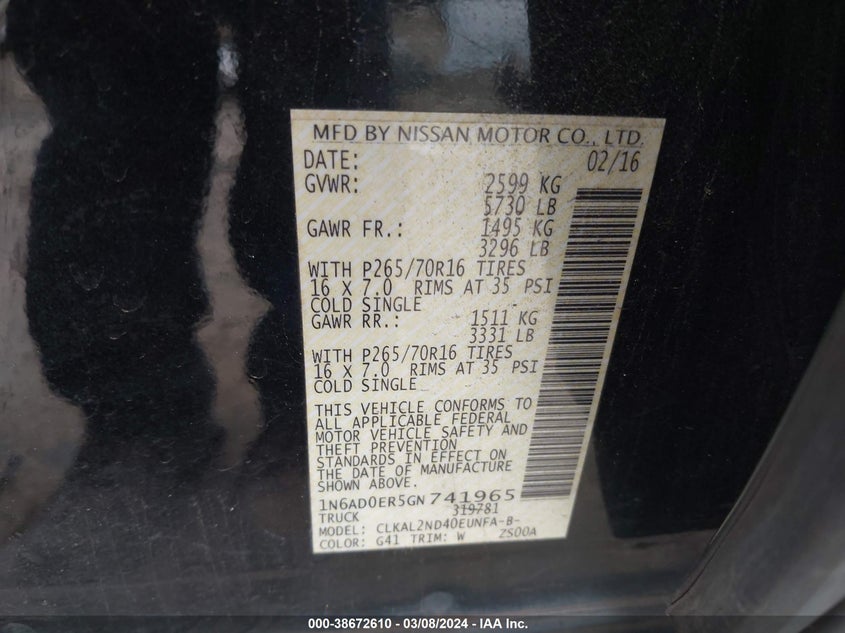 MFD BY NISSAN MOTOR CO., LTD.
DATE: 02/16
GVWR: 2599 KG
5730 LB
GAWR FR.: 1495 KG
3296 LB
WITH P265/70R16 TIRES
16 X 7.0 RIMS AT 35 PSI
COLD SINGLE
GAWR RR.: 1511 KG
3331 LB
WITH P265/70R16 TIRES
16 X 7.0 RIMS AT 35 PSI
COLD SINGLE
THIS VEHICLE CONFORMS TO
ALL APPLICABLE FEDERAL
MOTOR VEHICLE SAFETY AND
THEFT PREVENTION
STANDARDS IN EFFECT ON
THE DATE OF MANUFACTURE
SHOWN ABOVE.
1N6AD0ER5GN741965
TRUCK 319781
MODEL: CLKAL2ND40EUNFA-B-
COLOR: G41 TRIM: W ZS00A
000-38672610 - 03/08/2024 - IAA Inc.